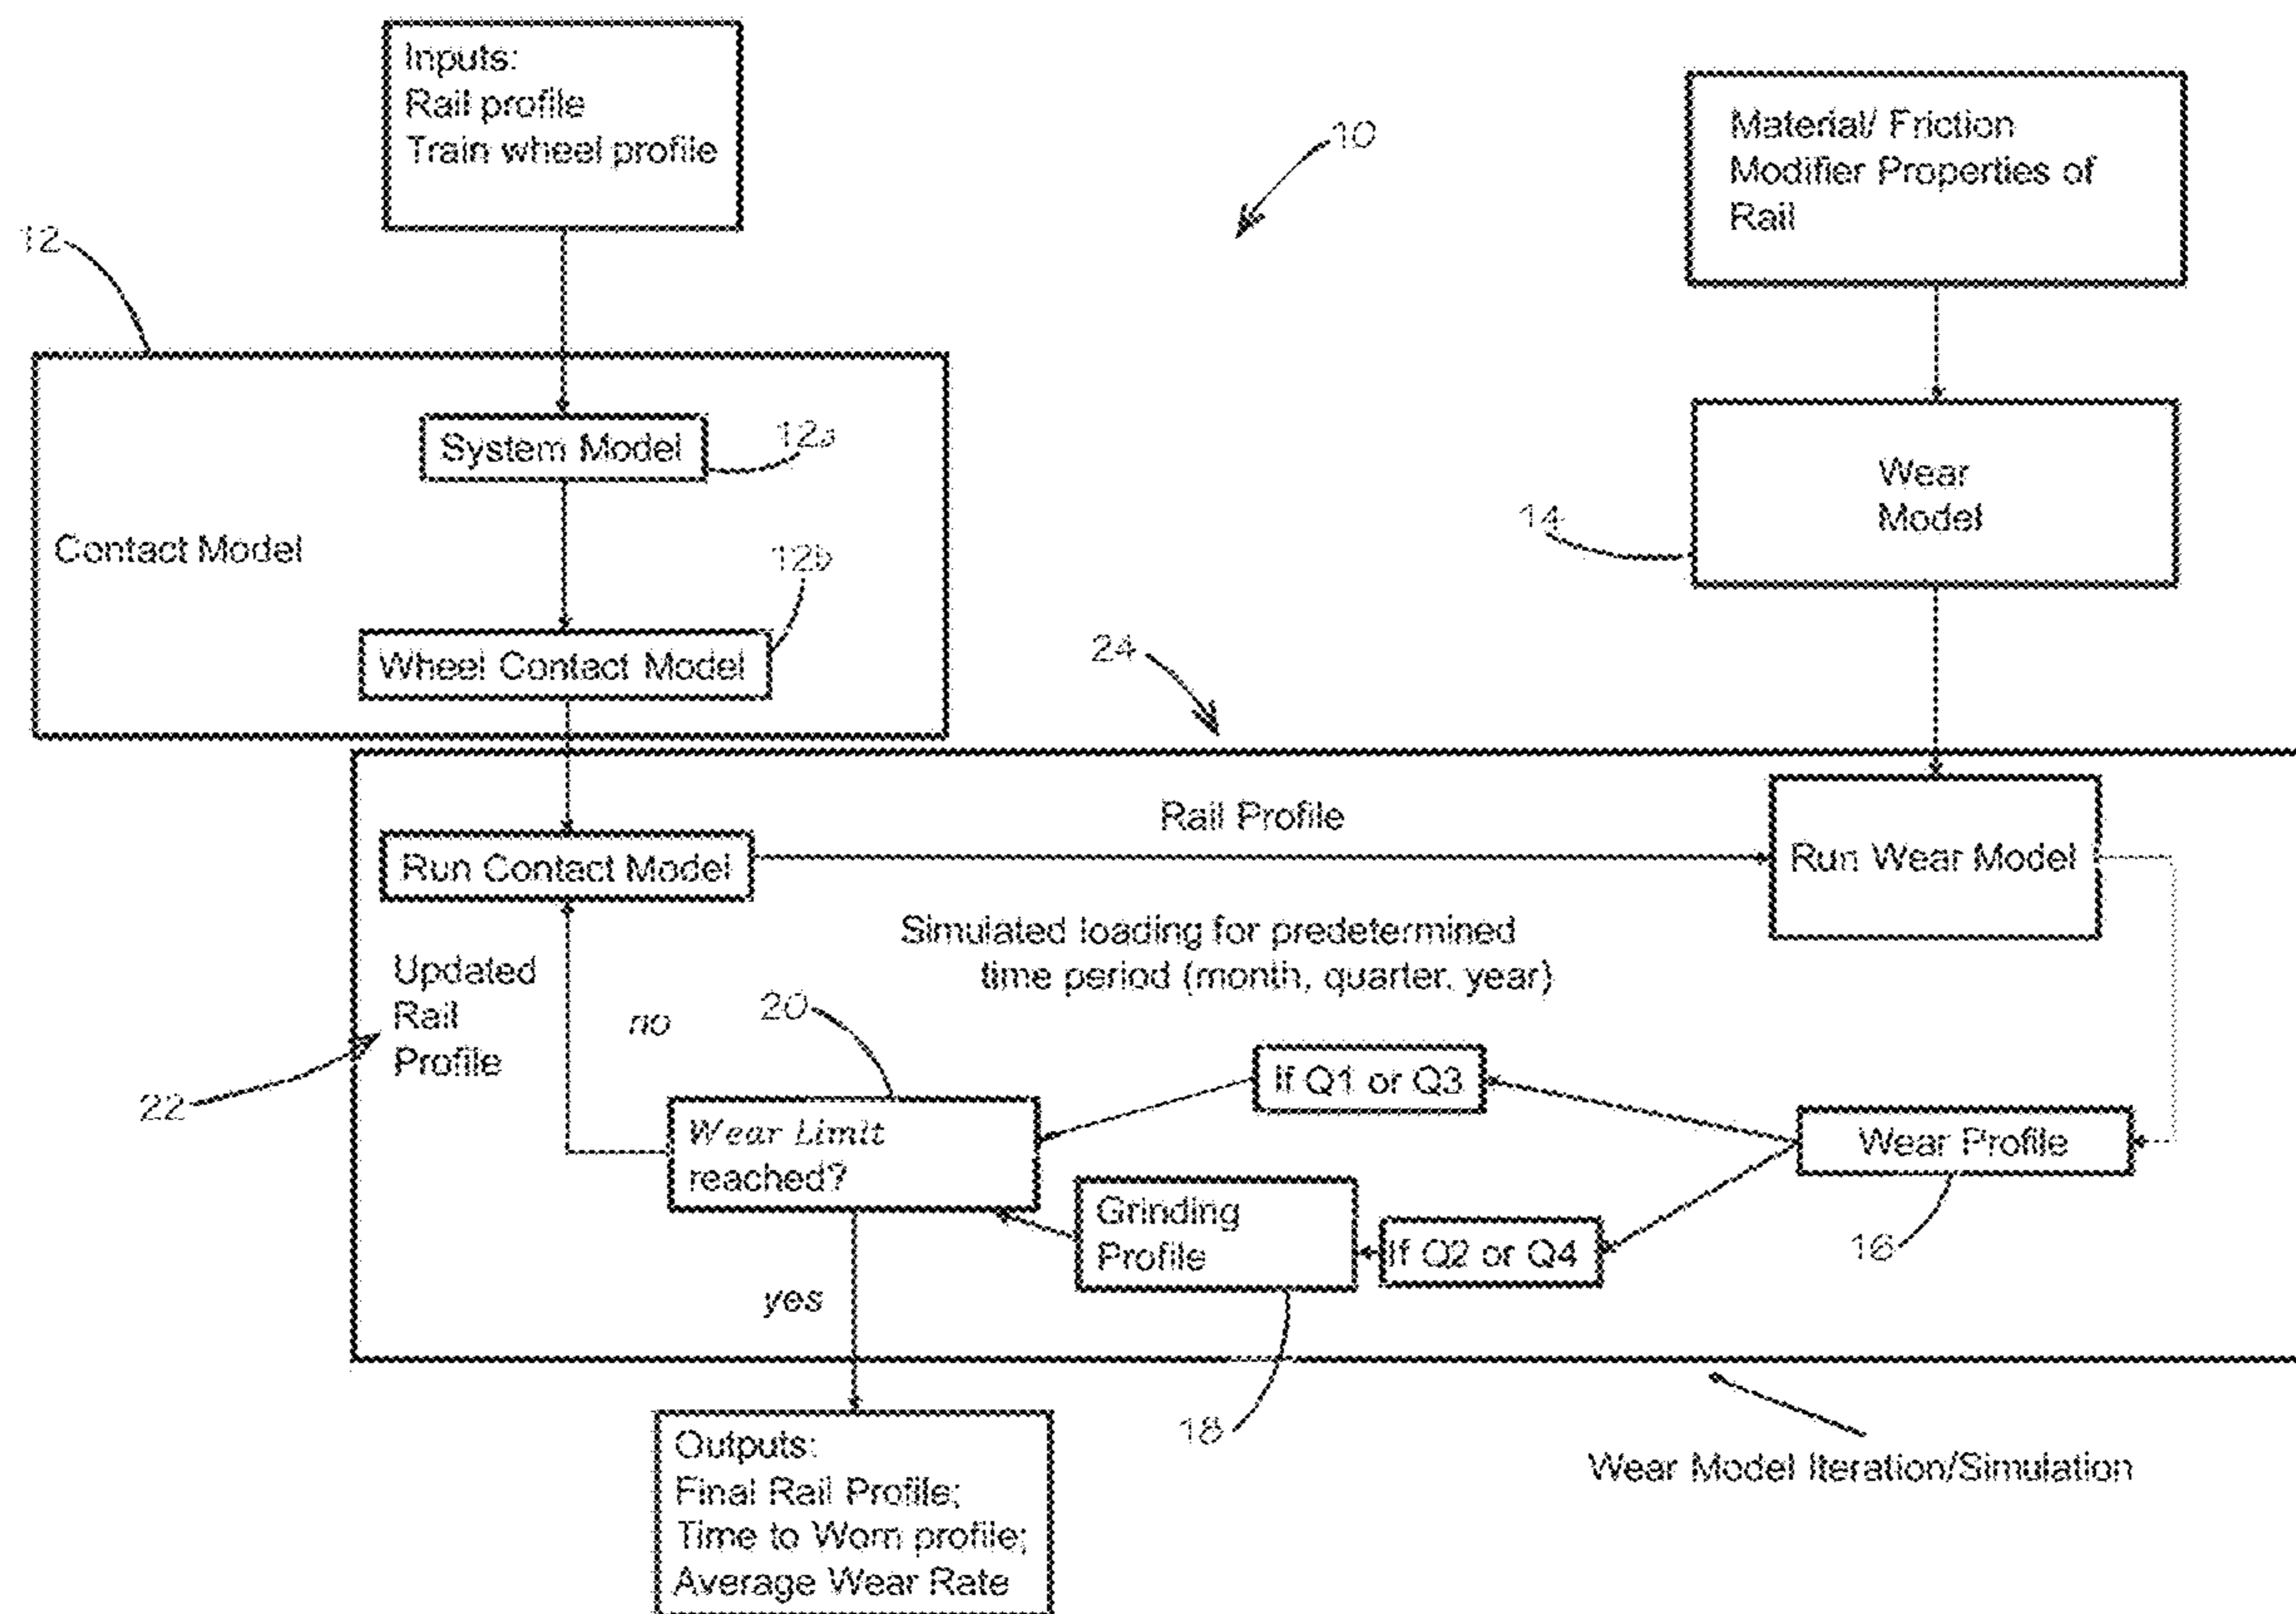 Inputs:
Rail profile
Train wheel profile
10
Material/ Friction
Modifier Properties of
Rail
12
System Model
12a
Contact Model
12b
Wheel Contact Model
Wear
Model
14
24
Rail Profile
Run Contact Model
Run Wear Model
Simulated loading for predetermined
time period (month, quarter, year)
Updated
Rail
Profile
22
no
20
If Q1 or Q3
Wear Limit
reached?
Wear Profile
16
Grinding
Profile
If Q2 or Q4
18
yes
Wear Model Iteration/Simulation
Outputs:
Final Rail Profile;
Time to Worn profile;
Average Wear Rate